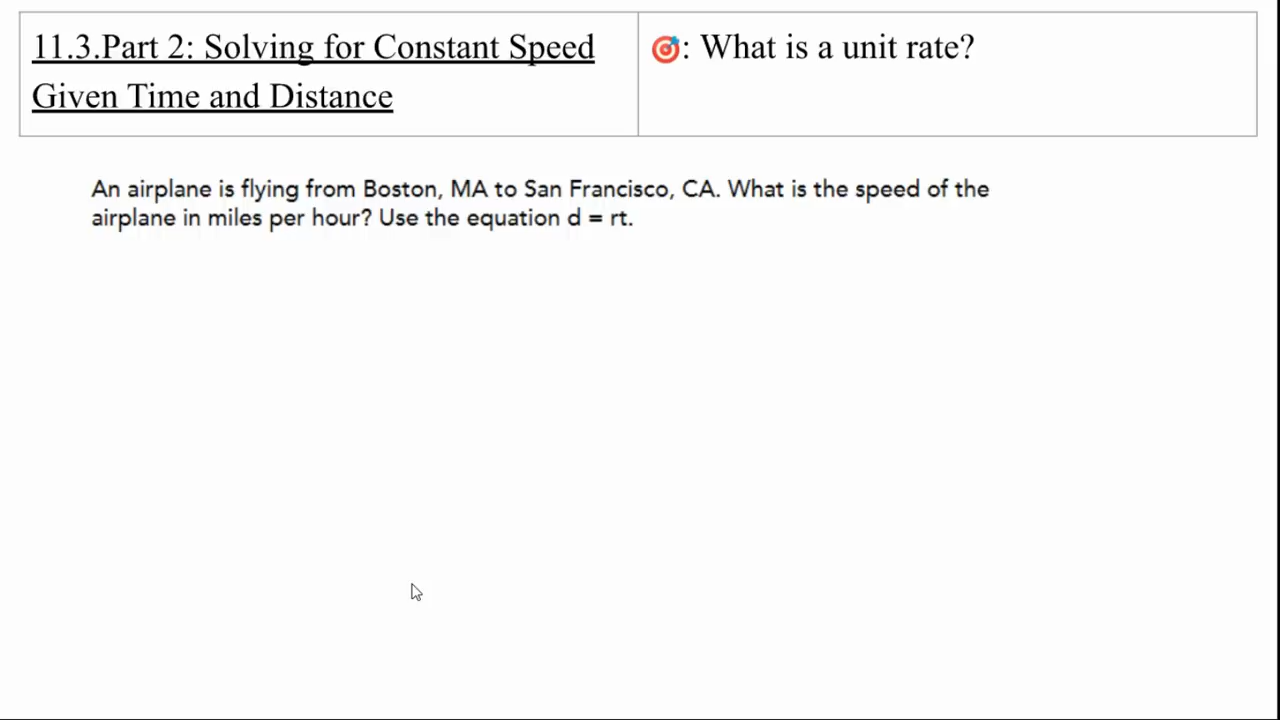 11.3.Part 2: Solving for Constant Speed
Given Time and Distance
🎯: What is a unit rate?
An airplane is flying from Boston, MA to San Francisco, CA. What is the speed of the
airplane in miles per hour? Use the equation d = rt.